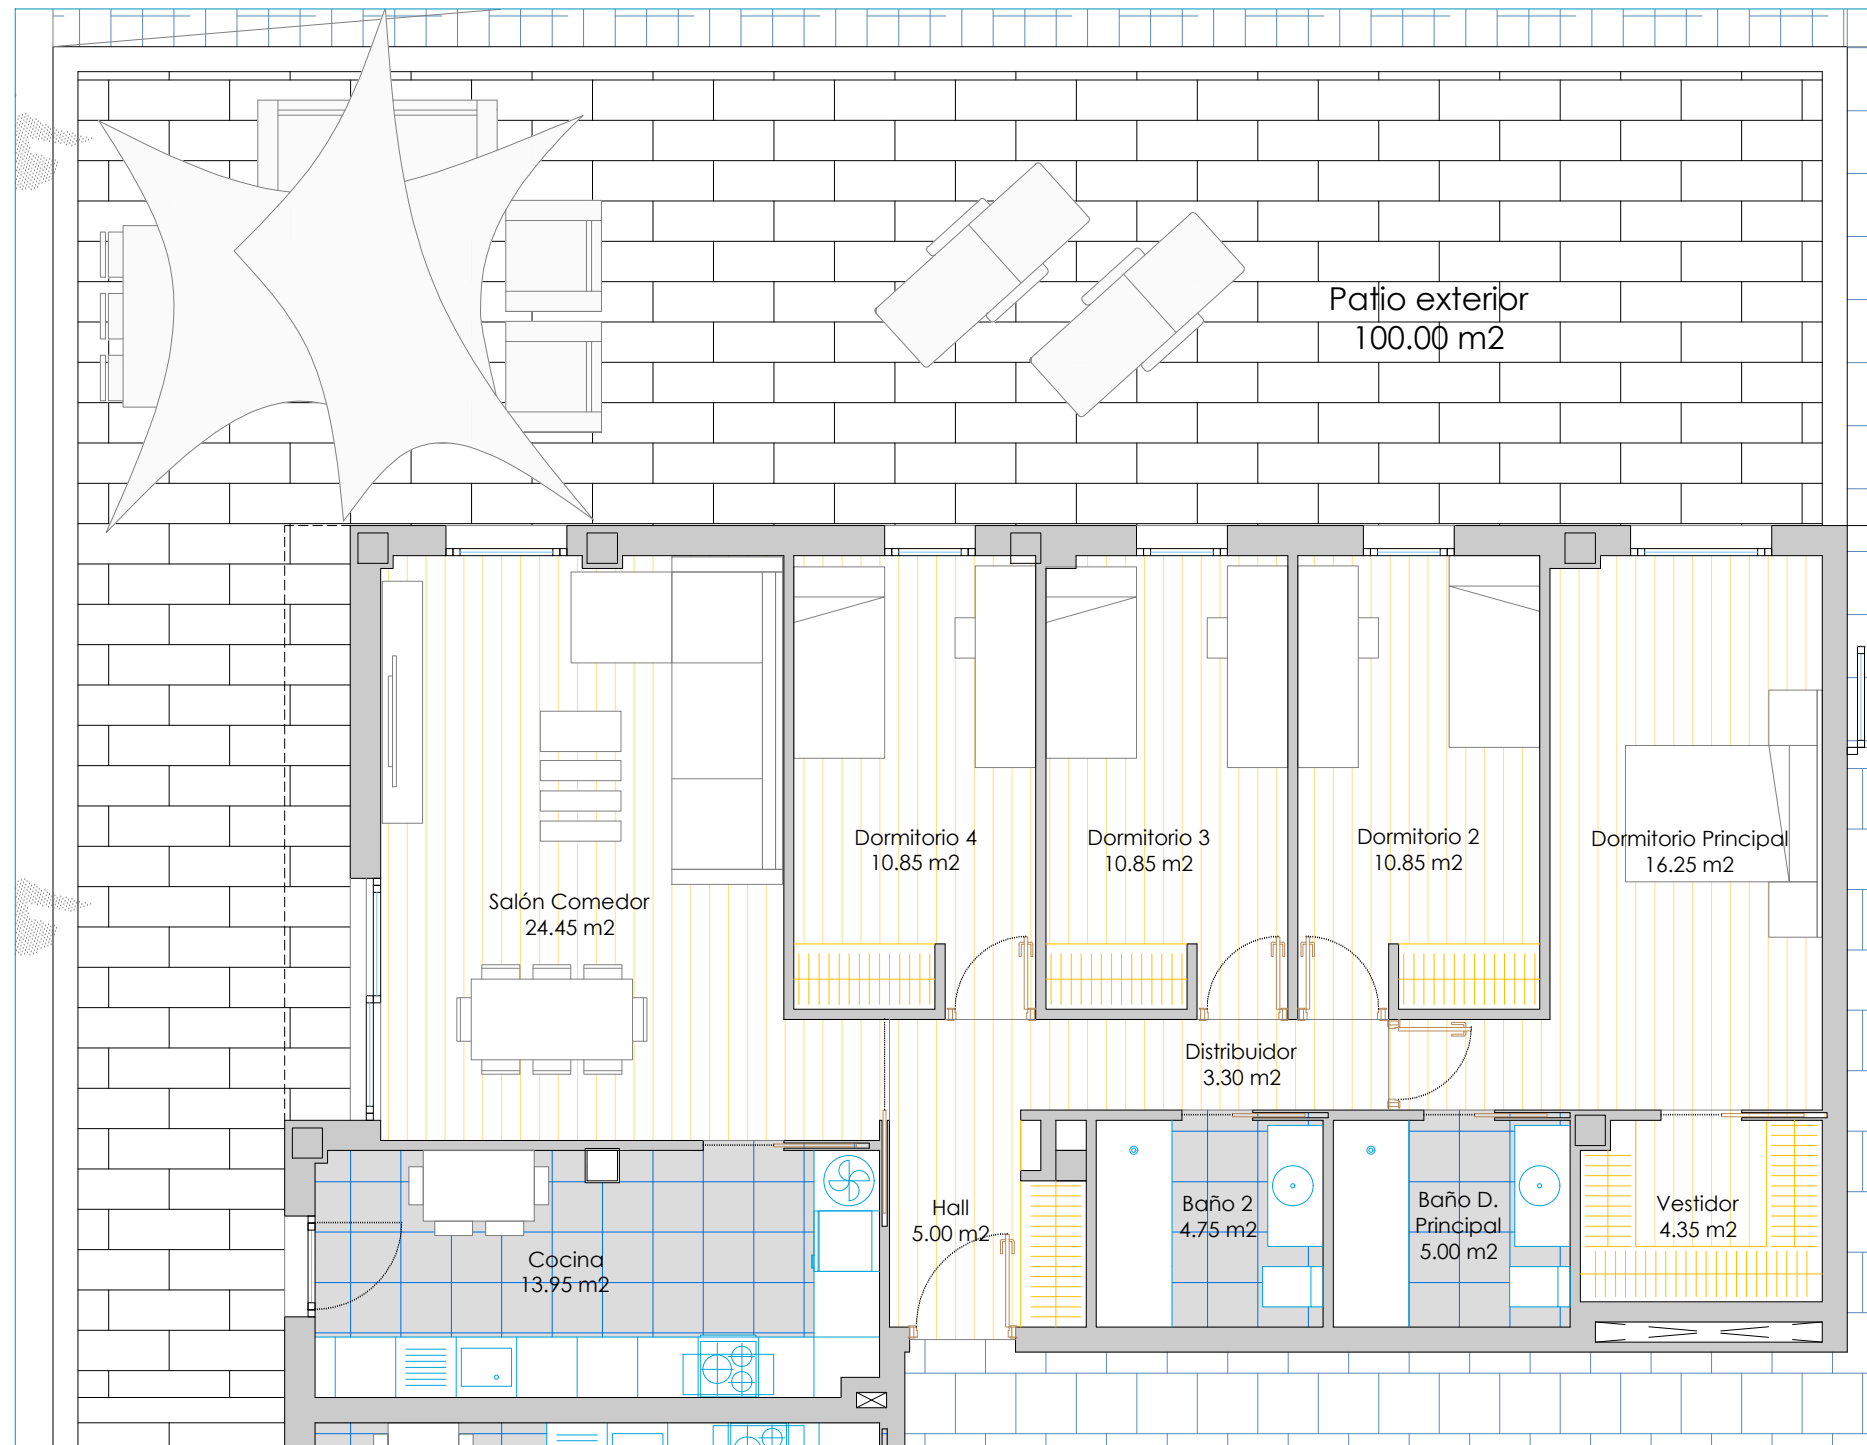 Patio exterior
100.00 m2
Dormitorio 4
10.85 m2
Dormitorio 3
10.85 m2
Dormitorio 2
10.85 m2
Dormitorio Principal
16.25 m2
Salón Comedor
24.45 m2
Distribuidor
3.30 m2
Hall
5.00 m2
Baño 2
4.75 m2
Baño D.
Principal
5.00 m2
Vestidor
4.35 m2
Cocina
13.95 m2